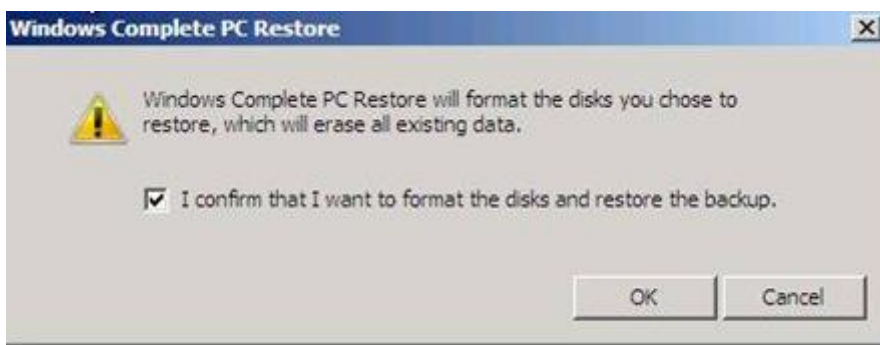 Windows Complete PC Restore
Windows Complete PC Restore will format the disks you chose to
restore, which will erase all existing data.
I confirm that I want to format the disks and restore the backup.
OK
Cancel